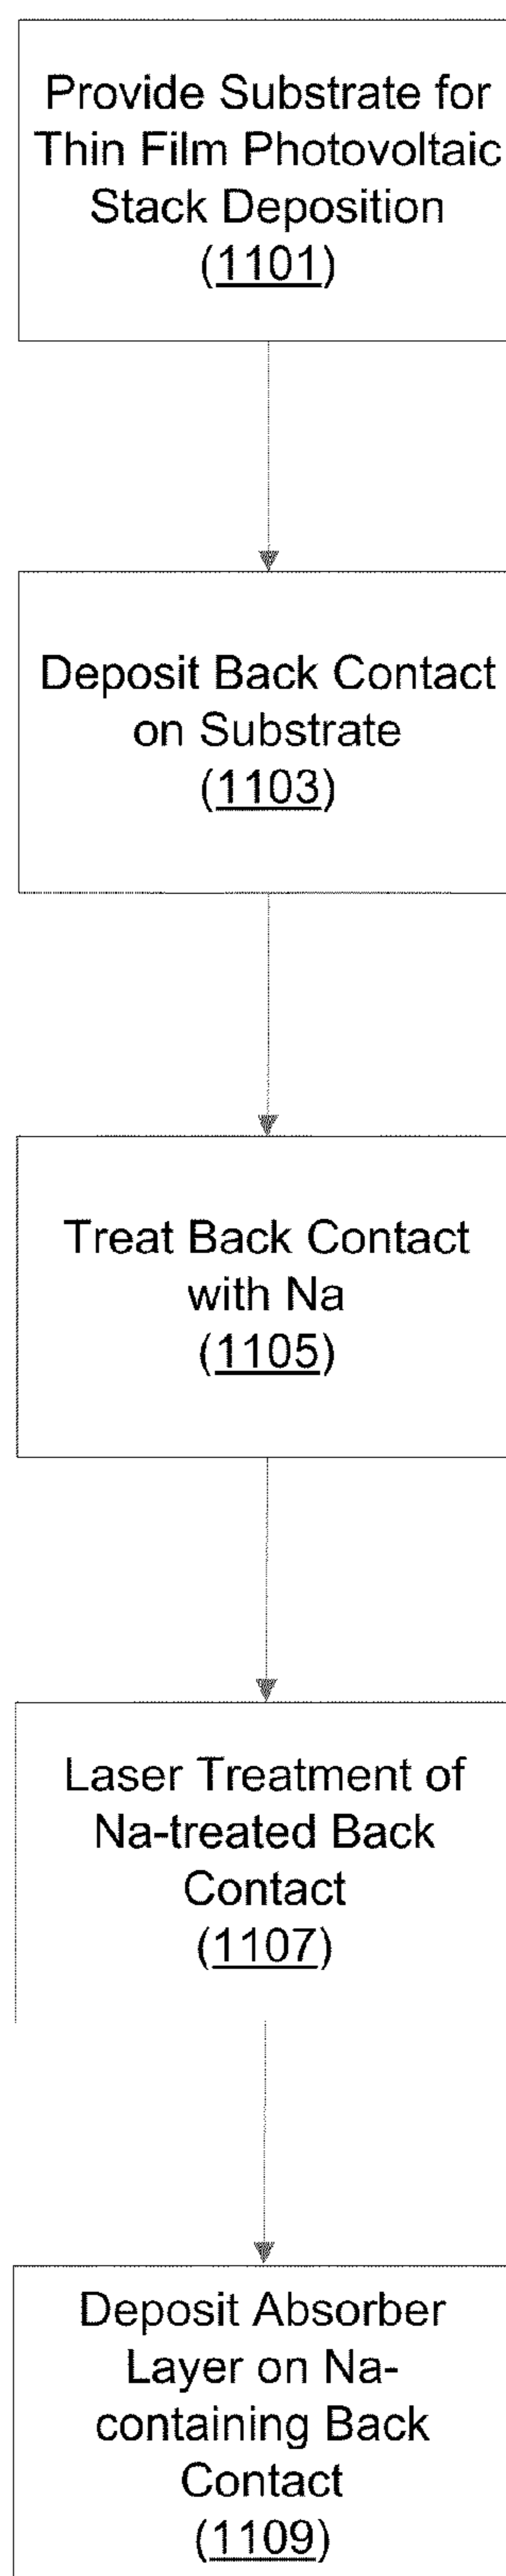 Provide Substrate for
Thin Film Photovoltaic
Stack Deposition
(1101)
Deposit Back Contact
on Substrate
(1103)
Treat Back Contact
with Na
(1105)
Laser Treatment of
Na-treated Back
Contact
(1107)
Deposit Absorber
Layer on Na-
containing Back
Contact
(1109)